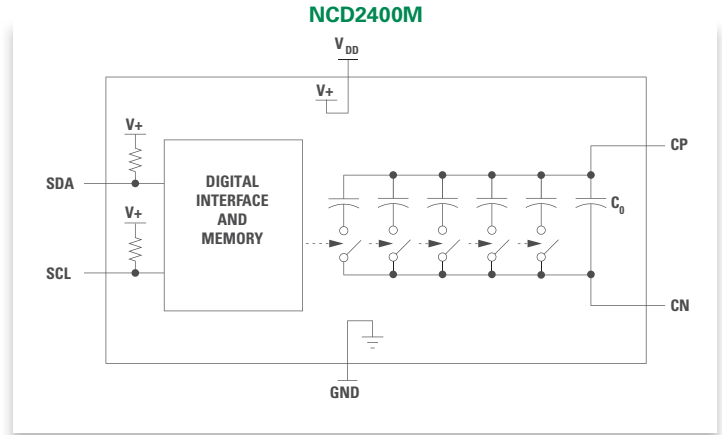 NCD2400M
VDD
V+
V+
SDA
V+
SCL
DIGITAL
INTERFACE
AND
MEMORY
CP
C0
CN
GND